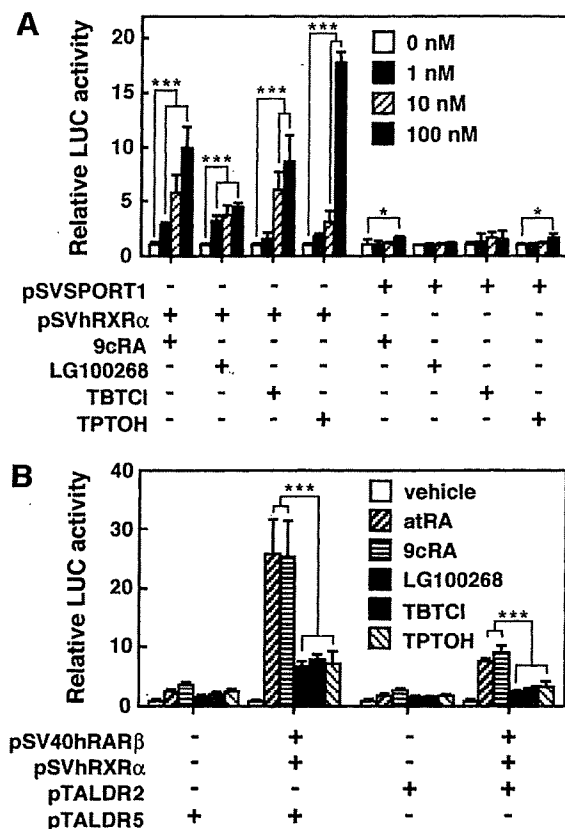 A
Relative LUC activity
20
15
10
5
0
***
***
***
***
*
*
0 nM
1 nM
10 nM
100 nM
pSVSPORT1 - - - - + + + +
pSVhRXRα + + + + - - - -
9cRA + - - - + - - -
LG100268 - + - - - + - -
TBTCl - - + - - - + -
TPTOH - - - + - - - +
B
Relative LUC activity
40
30
20
10
0
***
***
vehicle
atRA
9cRA
LG100268
TBTCl
TPTOH
pSV40hRARβ - + - +
pSVhRXRα - + - +
pTALDR2 - - + +
pTALDR5 + + - -